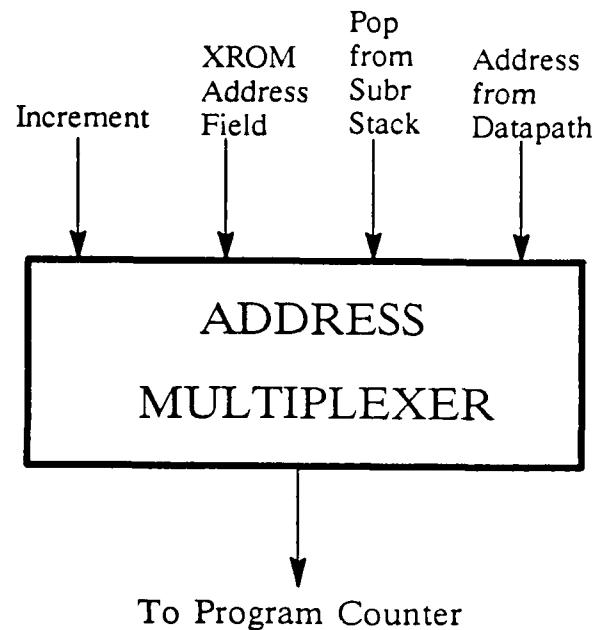 Increment
XROM
Address
Field
Pop
from
Subr
Stack
Address
from
Datapath
ADDRESS
MULTIPLEXER
To Program Counter